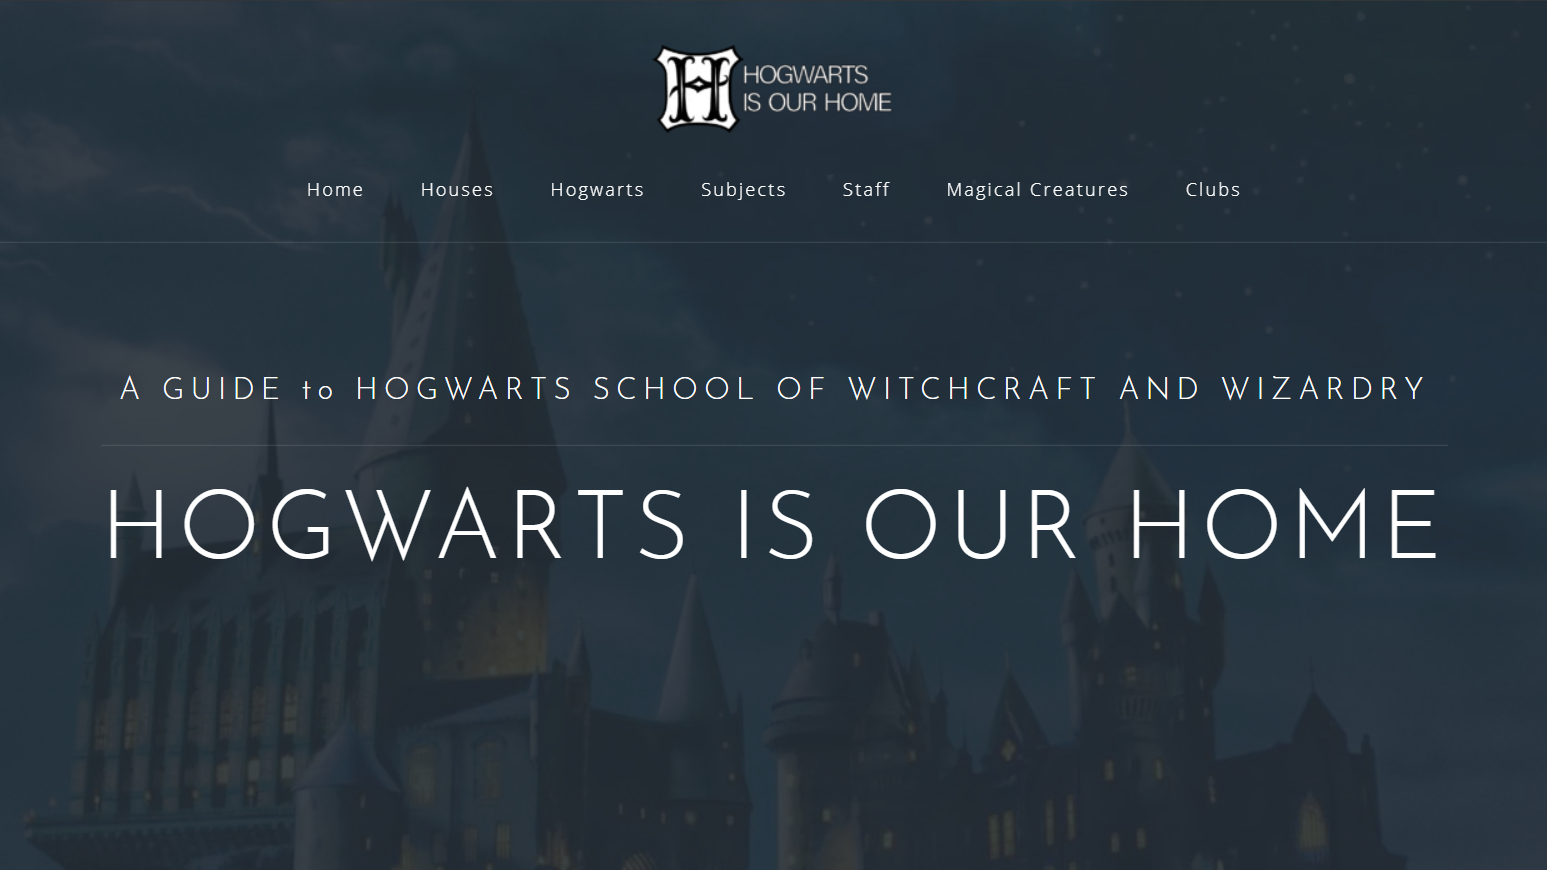 HOGWARTS
IS OUR HOME
Home Houses Hogwarts Subjects Staff Magical Creatures Clubs
A GUIDE to HOGWARTS SCHOOL OF WITCHCRAFT AND WIZARDRY
HOGWARTS IS OUR HOME